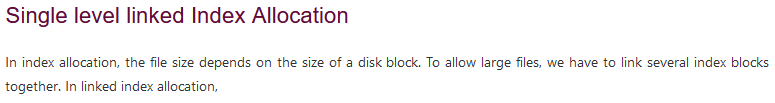 Single level linked Index Allocation
In index allocation, the file size depends on the size of a disk block. To allow large files, we have to link several index blocks
together. In linked index allocation,